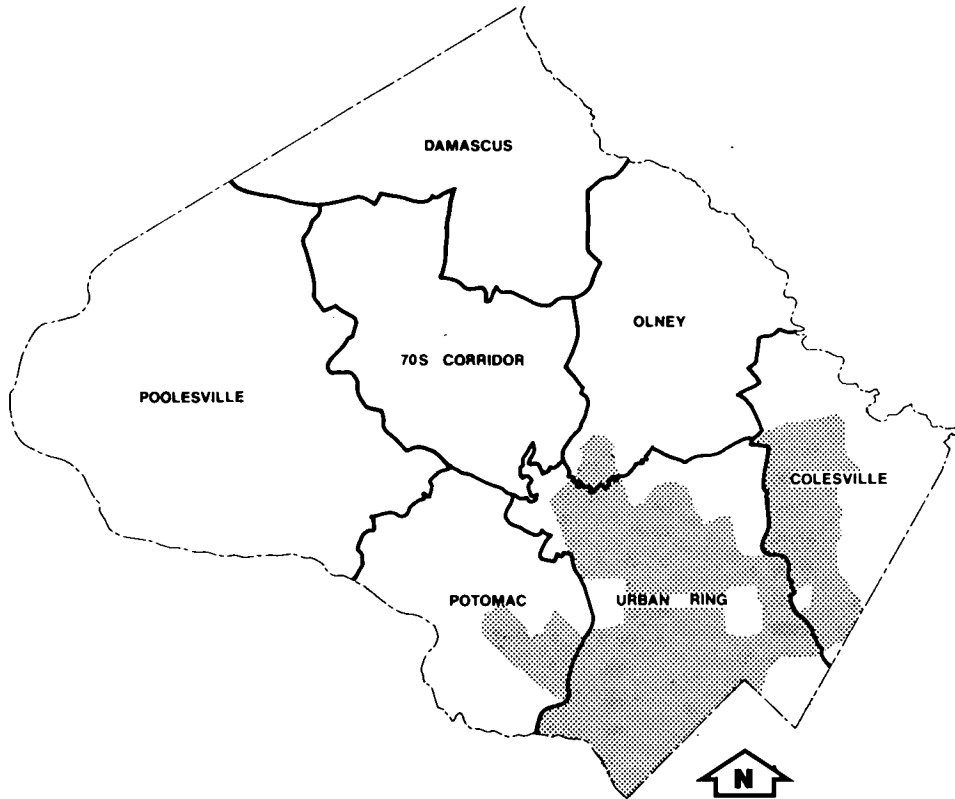 DAMASCUS
OLNEY
70S CORRIDOR
POOLESVILLE
COLESVILLE
POTOMAC
URBAN RING
N